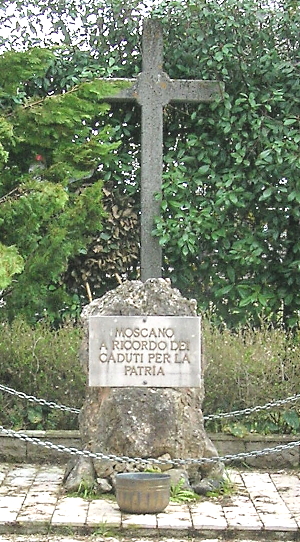 MOSCANO
A RICORDO DEI
CADUTI PER LA
PATRIA